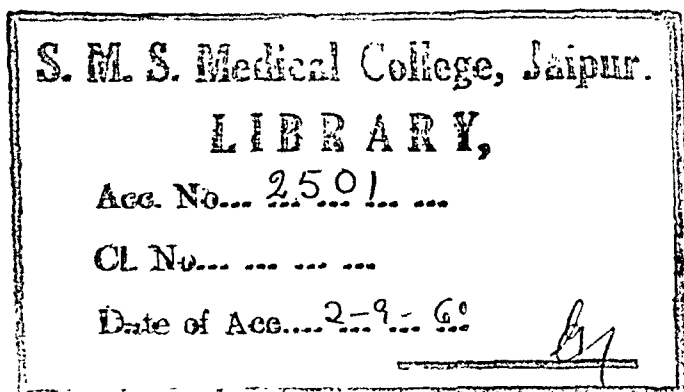 S. M. S. Medical College, Jaipur.
LIBRARY,
Acc. No... 2501... ...
Cl. No... ... ... ...
Date of Acc.... 2-9-60